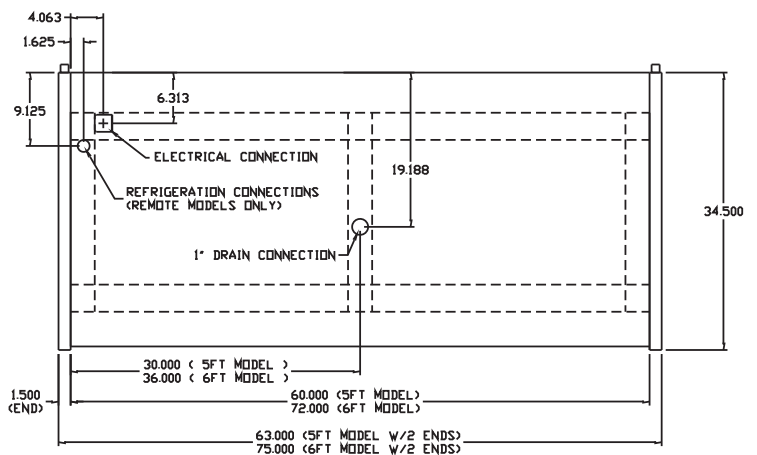 4.063
1.625
9.125
6.313
ELECTRICAL CONNECTION
19.188
REFRIGERATION CONNECTIONS
(REMOTE MODELS ONLY)
34.500
1" DRAIN CONNECTION
30.000 ( 5FT MODEL )
36.000 ( 6FT MODEL )
1.500
(END)
60.000 (5FT MODEL)
72.000 (6FT MODEL)
63.000 (5FT MODEL W/2 ENDS)
75.000 (6FT MODEL W/2 ENDS)